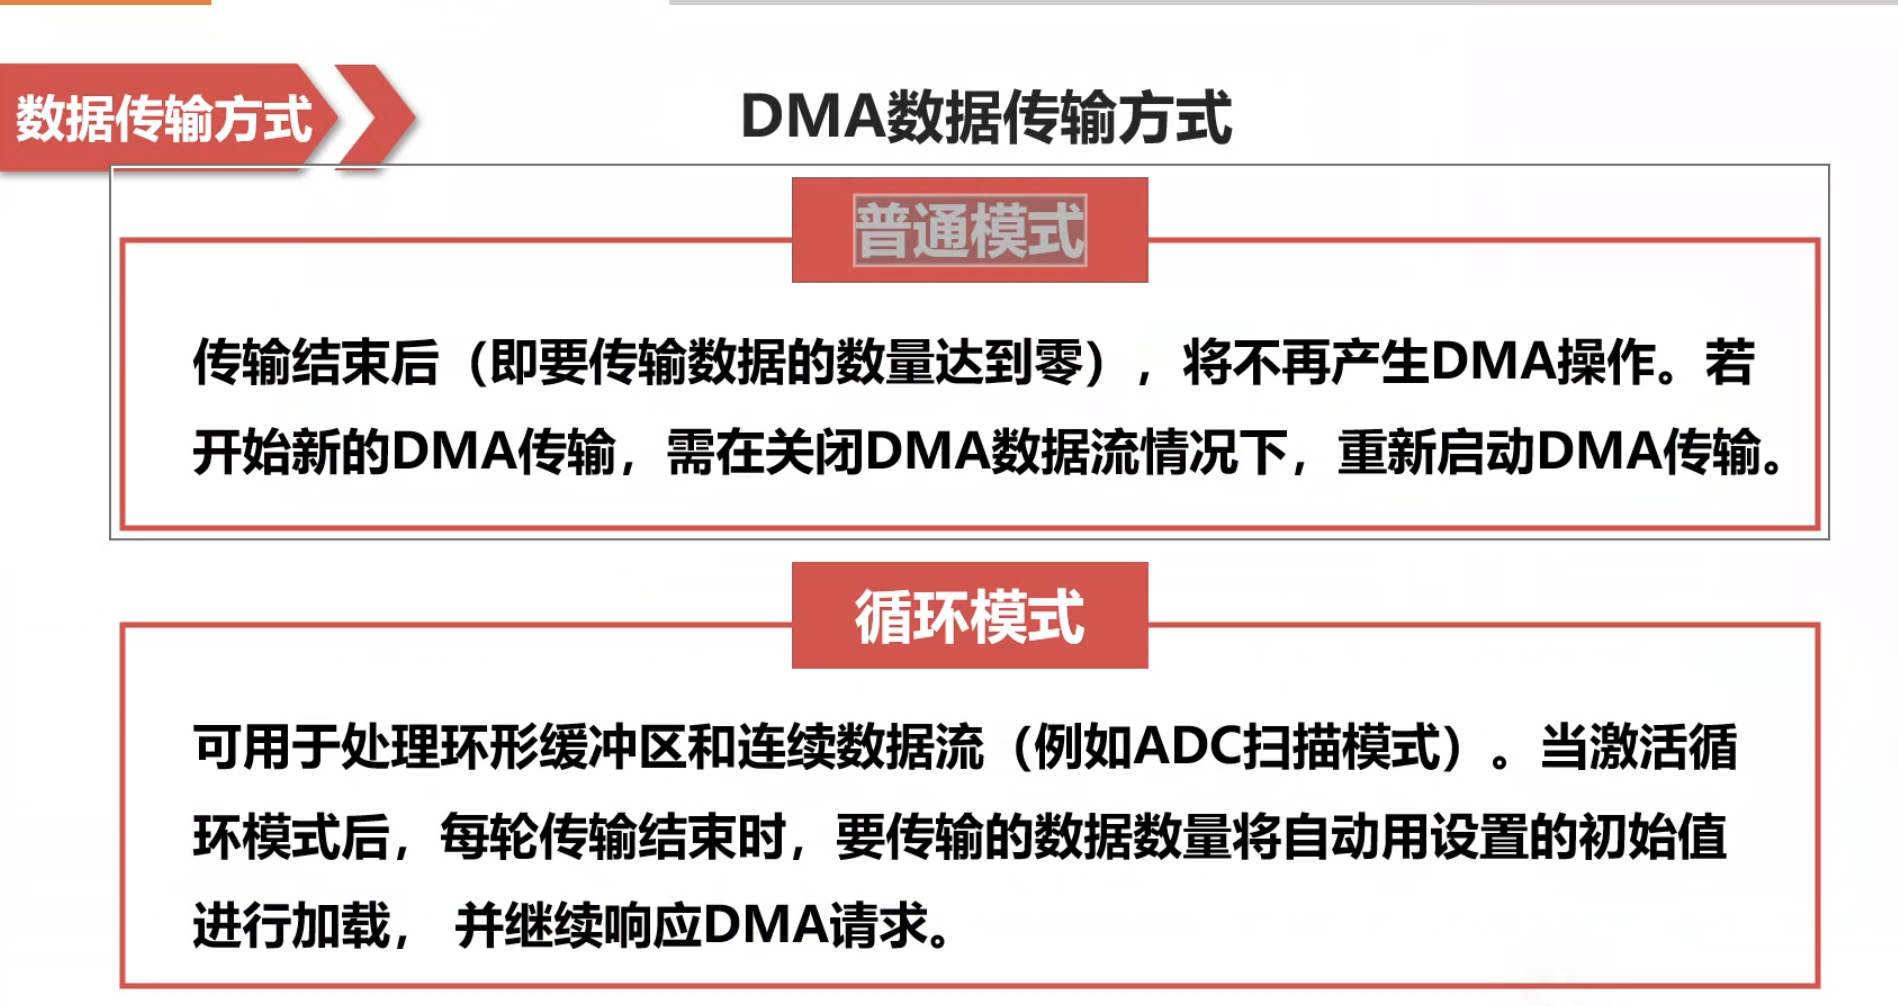 数据传输方式
DMA数据传输方式
普通模式
传输结束后（即要传输数据的数量达到零），将不再产生DMA操作。若
开始新的DMA传输，需在关闭DMA数据流情况下，重新启动DMA传输。
循环模式
可用于处理环形缓冲区和连续数据流（例如ADC扫描模式）。当激活循
环模式后，每轮传输结束时，要传输的数据数量将自动用设置的初始值
进行加载， 并继续响应DMA请求。